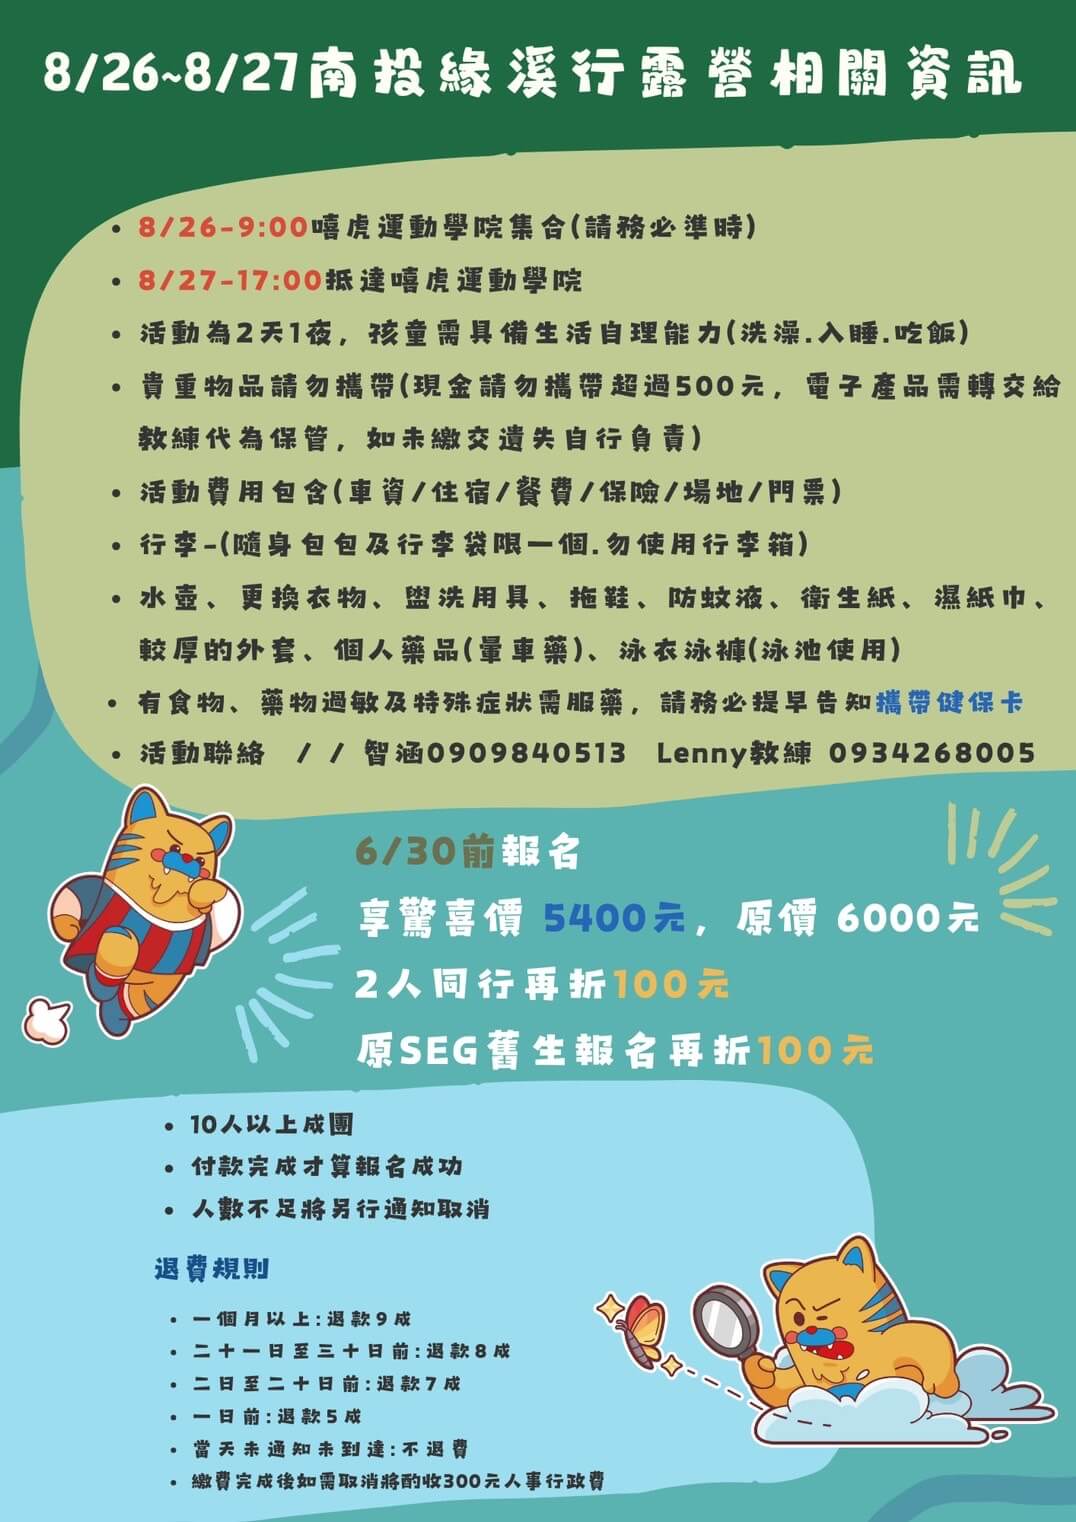 8/26~8/27南投緣溪行露營相關資訊
• 8/26-9:00嘻虎運動學院集合(請務必準時)
• 8/27-17:00抵達嘻虎運動學院
• 活動為2天1夜，孩童需具備生活自理能力(洗澡.入睡.吃飯)
• 貴重物品請勿攜帶(現金請勿攜帶超過500元，電子產品需轉交給
教練代為保管，如未繳交遺失自行負責)
• 活動費用包含(車資/住宿/餐費/保險/場地/門票)
• 行李-(隨身包包及行李袋限一個.勿使用行李箱)
• 水壺、更換衣物、盥洗用具、拖鞋、防蚊液、衛生紙、濕紙巾、
較厚的外套、個人藥品(暈車藥)、泳衣泳褲(泳池使用)
• 有食物、藥物過敏及特殊症狀需服藥，請務必提早告知攜帶健保卡
• 活動聯絡 // 智涵0909840513 Lenny教練 0934268005
6/30前報名
享驚喜價 5400元，原價 6000元
2人同行再折100元
原SEG舊生報名再折100元
• 10人以上成團
• 付款完成才算報名成功
• 人數不足將另行通知取消
退費規則
• 一個月以上:退款9成
• 二十一日至三十日前:退款8成
• 二日至二十日前:退款7成
• 一日前:退款5成
• 當天未通知未到達:不退費
• 繳費完成後如需取消將酌收300元人事行政費